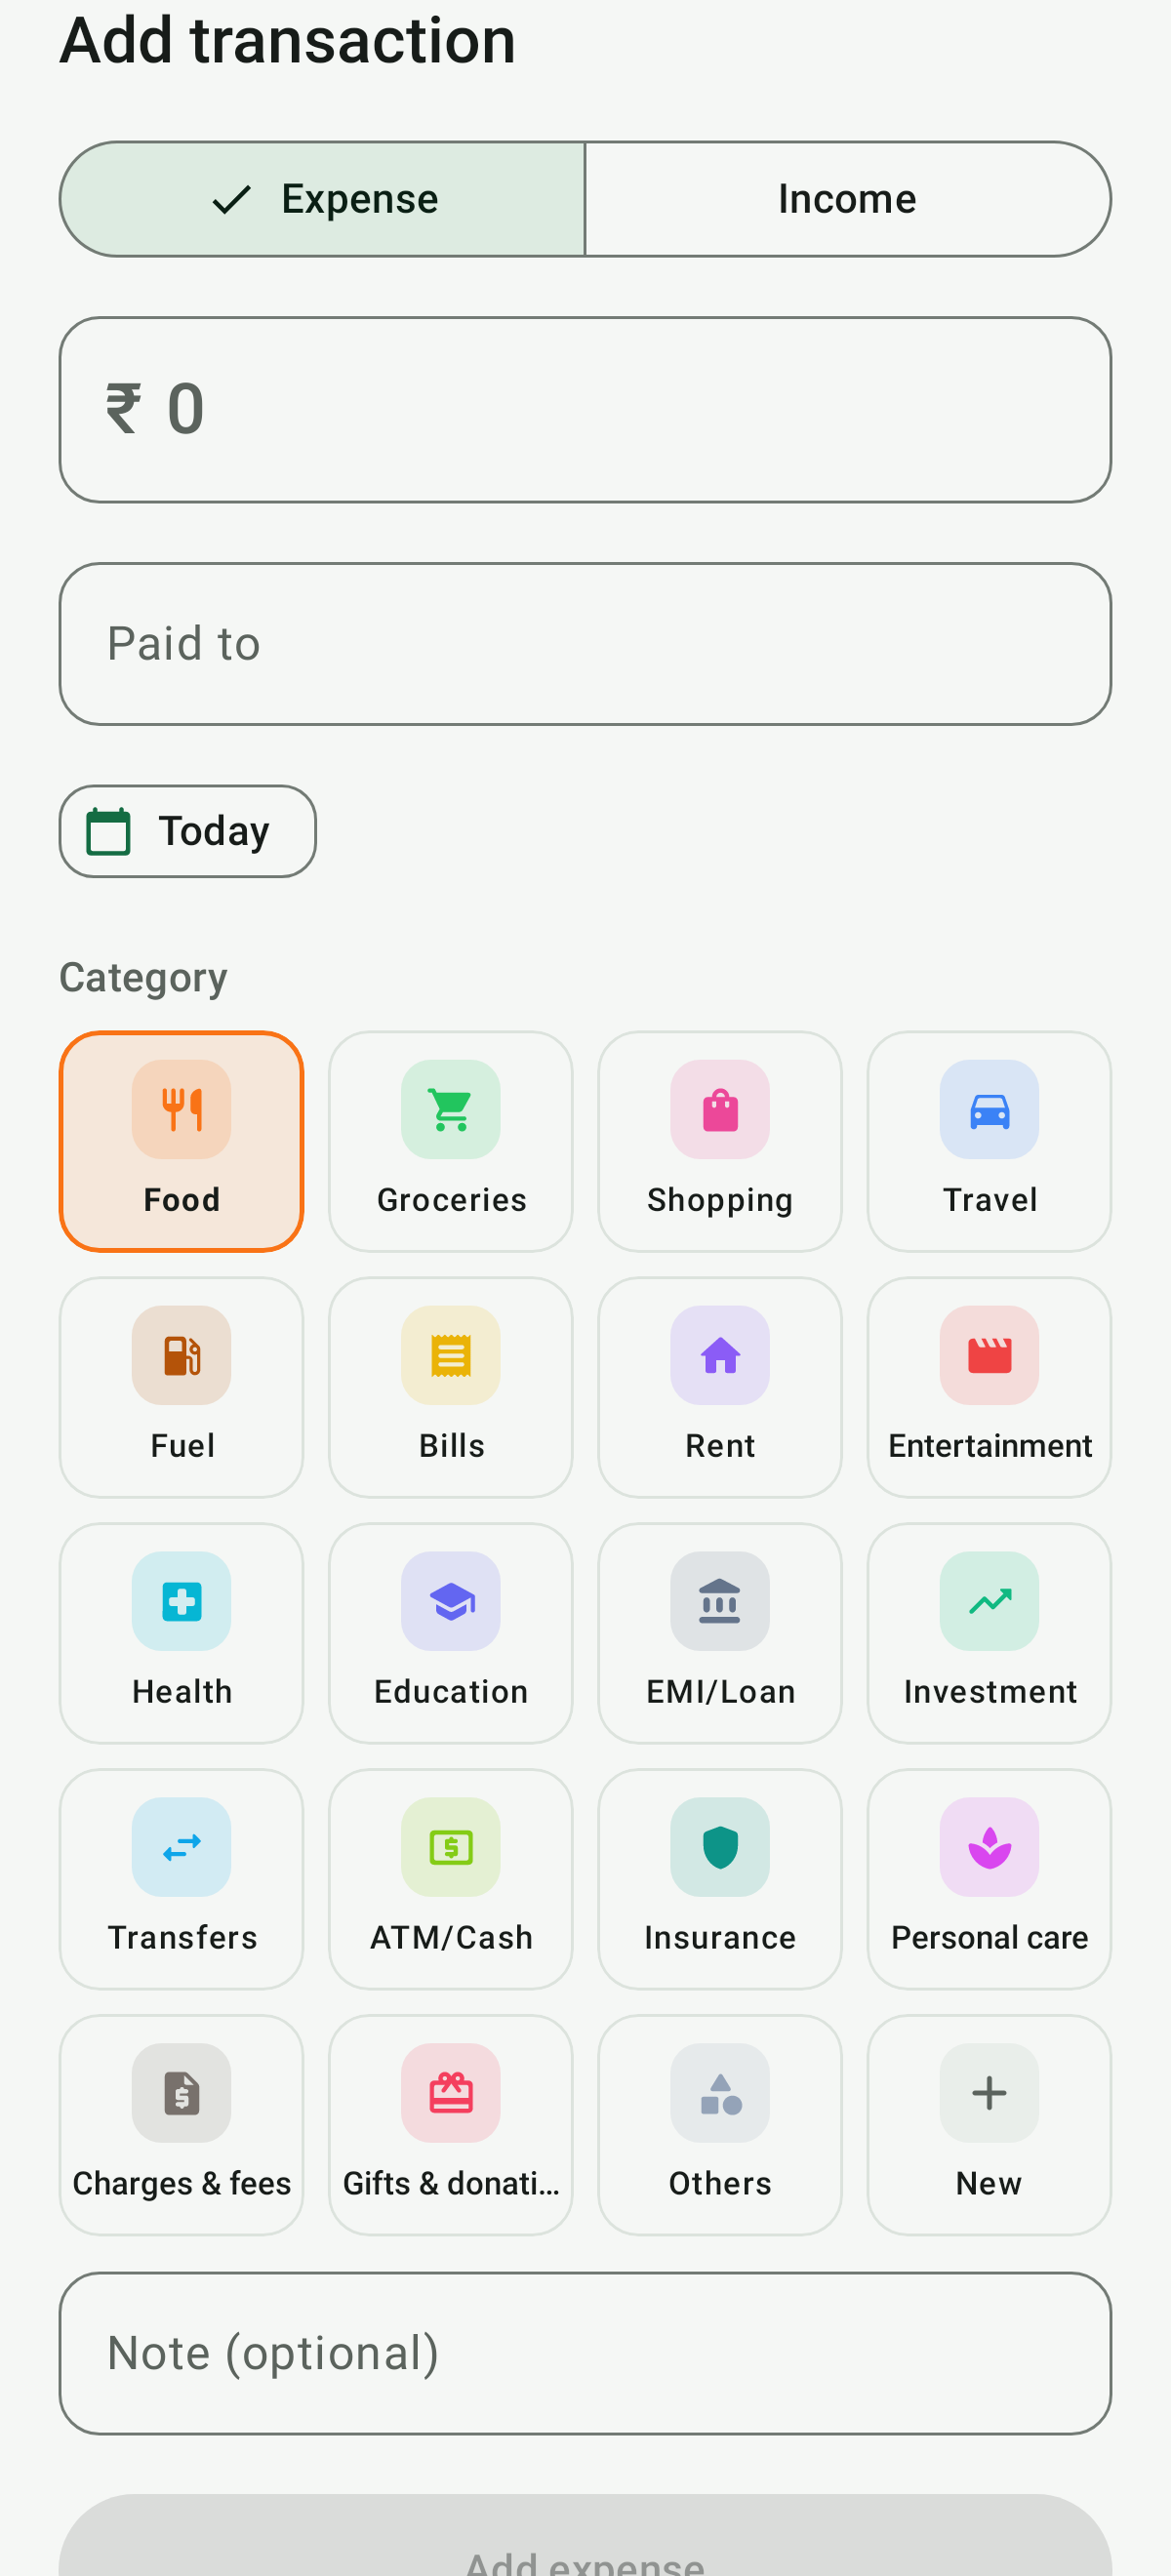 Add transaction
Expense Income
₹ 0
Paid to
Today
Category
Food Groceries Shopping Travel
Fuel Bills Rent Entertainment
Health Education EMI/Loan Investment
Transfers ATM/Cash Insurance Personal care
Charges & fees Gifts & donati... Others New
Note (optional)
Add expense